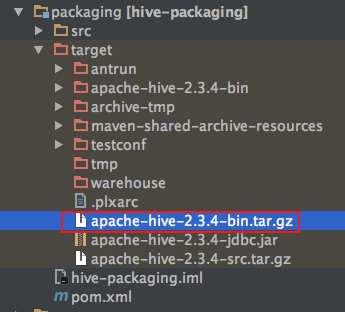 packaging [hive-packaging]
src
target
antrun
apache-hive-2.3.4-bin
archive-tmp
maven-shared-archive-resources
testconf
tmp
warehouse
.plxarc
apache-hive-2.3.4-bin.tar.gz
apache-hive-2.3.4-jdbc.jar
apache-hive-2.3.4-src.tar.gz
hive-packaging.iml
m pom.xml